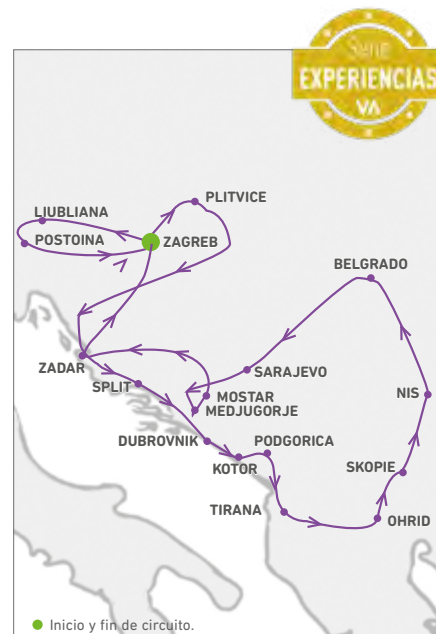 Serie
EXPERIENCIAS
VA
PLITVICE
LIUBLIANA
POSTOINA
ZAGREB
BELGRADO
ZADAR
SARAJEVO
SPLIT
MOSTAR
MEDJUGORJE
NIS
DUBROVNIK
PODGORICA
KOTOR
SKOPIE
TIRANA
OHRID
Inicio y fin de circuito.